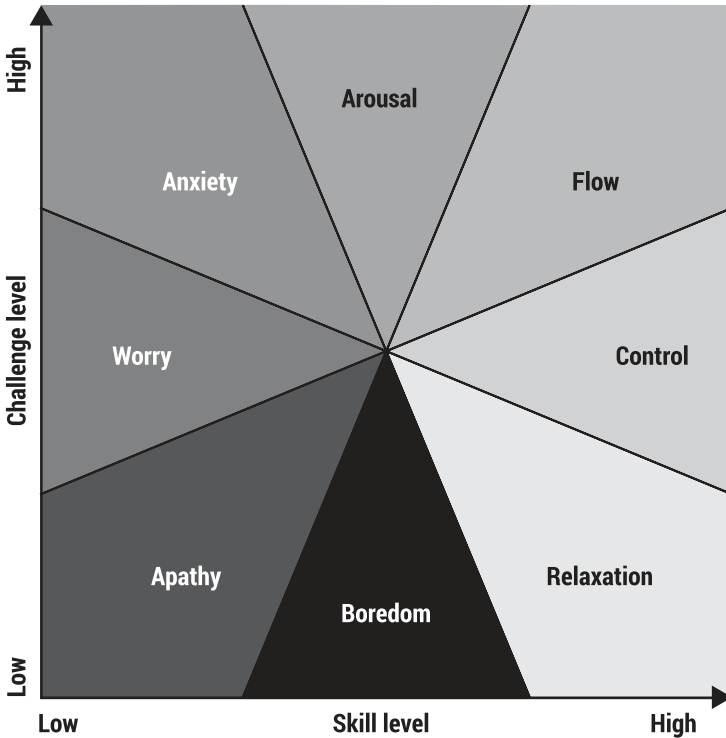 High
Arousal
Anxiety
Flow
Challenge level
Worry
Control
Apathy
Relaxation
Boredom
Low
Low
Skill level
High